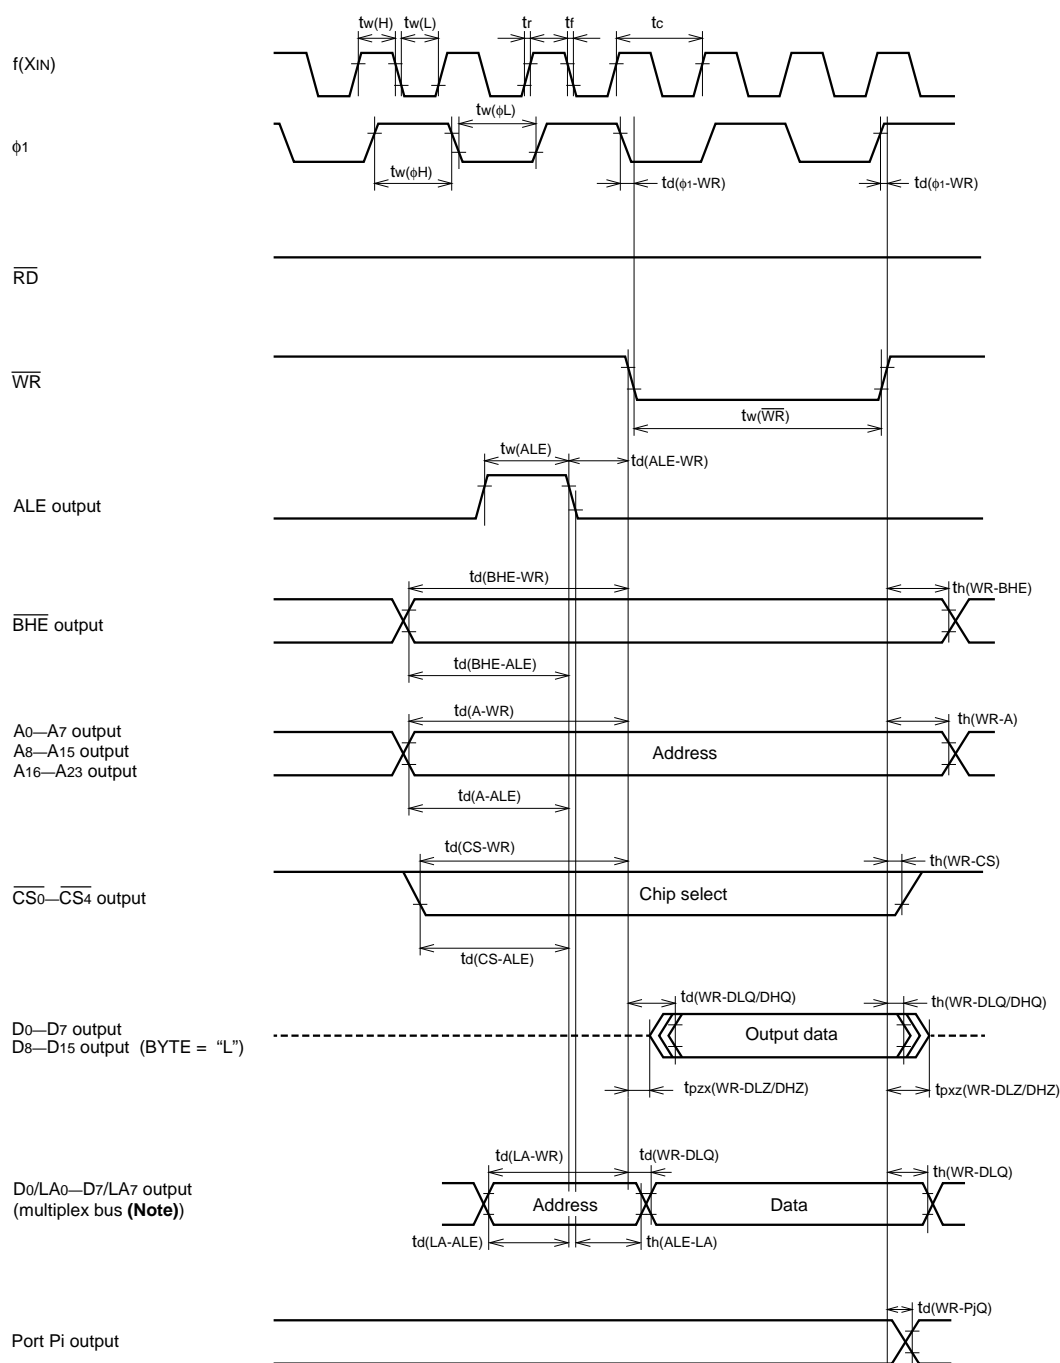 tw(H) tw(L) tr tf tc
f(XIN)
tw(ϕL)
ϕ1
tw(ϕH) td(ϕ1-WR) td(ϕ1-WR)
RD
WR
tw(WR)
tw(ALE) td(ALE-WR)
ALE output
td(BHE-WR) th(WR-BHE)
BHE output
td(BHE-ALE)
td(A-WR) th(WR-A)
A0—A7 output
A8—A15 output Address
A16—A23 output
td(A-ALE)
td(CS-WR) th(WR-CS)
CS0—CS4 output Chip select
td(CS-ALE)
td(WR-DLQ/DHQ) th(WR-DLQ/DHQ)
D0—D7 output Output data
D8—D15 output (BYTE = “L”)
tpzx(WR-DLZ/DHZ) tpxz(WR-DLZ/DHZ)
td(LA-WR) td(WR-DLQ) th(WR-DLQ)
D0/LA0—D7/LA7 output Address Data
(multiplex bus (Note))
td(LA-ALE) th(ALE-LA)
td(WR-PjQ)
Port Pi output